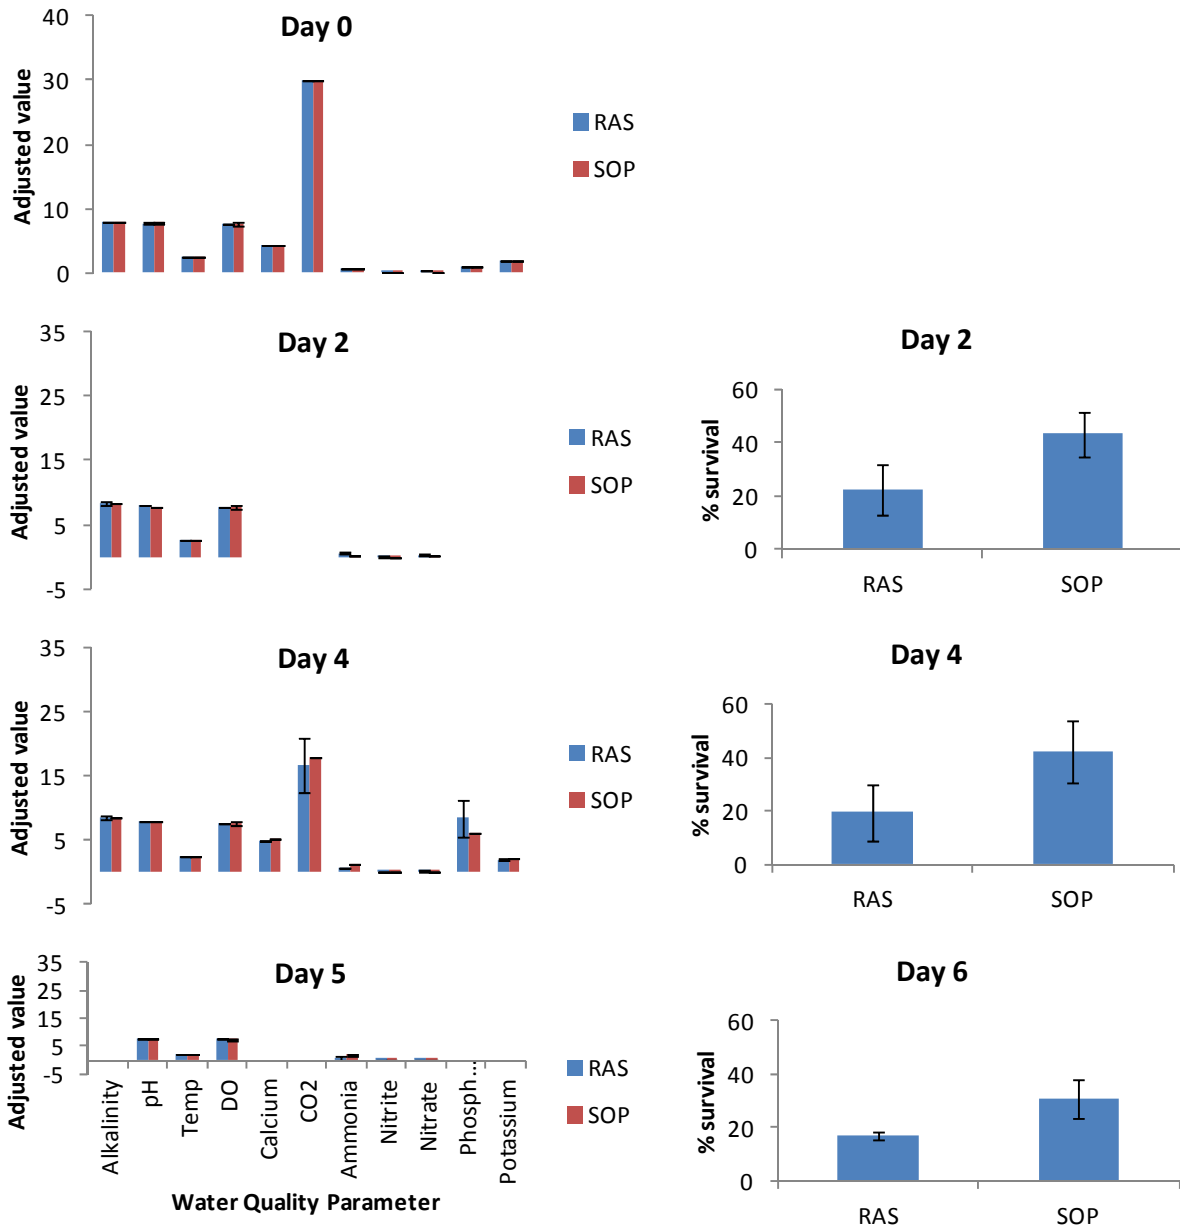 Day 0
Adjusted value
40
30
20
10
0
RAS
SOP
Day 2
Adjusted value
35
25
15
5
-5
RAS
SOP
Day 2
% survival
60
40
20
0
RAS
SOP
Day 4
Adjusted value
35
25
15
5
-5
RAS
SOP
Day 4
% survival
60
40
20
0
RAS
SOP
Day 5
Adjusted value
35
25
15
5
-5
RAS
SOP
Alkalinity
pH
Temp
DO
Calcium
CO2
Ammonia
Nitrite
Nitrate
Phosph...
Potassium
Water Quality Parameter
Day 6
% survival
60
40
20
0
RAS
SOP